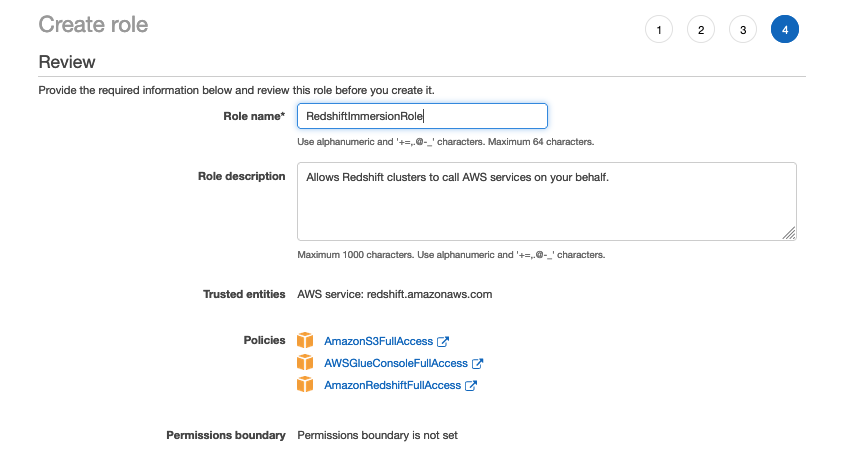 Create role
1 2 3 4
Review
Provide the required information below and review this role before you create it.
Role name* RedshiftImmersionRole
Use alphanumeric and '+=,.@-_' characters. Maximum 64 characters.
Role description Allows Redshift clusters to call AWS services on your behalf.
Maximum 1000 characters. Use alphanumeric and '+=,.@-_' characters.
Trusted entities AWS service: redshift.amazonaws.com
Policies AmazonS3FullAccess
AWSGlueConsoleFullAccess
AmazonRedshiftFullAccess
Permissions boundary Permissions boundary is not set